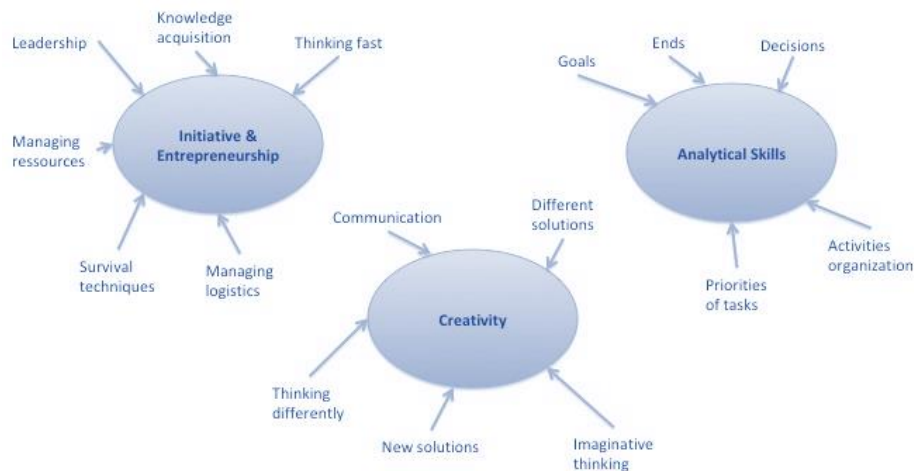 Leadership
Knowledge
acquisition
Thinking fast
Managing
ressources
Initiative &
Entrepreneurship
Survival
techniques
Managing
logistics
Goals
Ends
Decisions
Analytical Skills
Priorities
of tasks
Activities
organization
Communication
Different
solutions
Creativity
Thinking
differently
New solutions
Imaginative
thinking